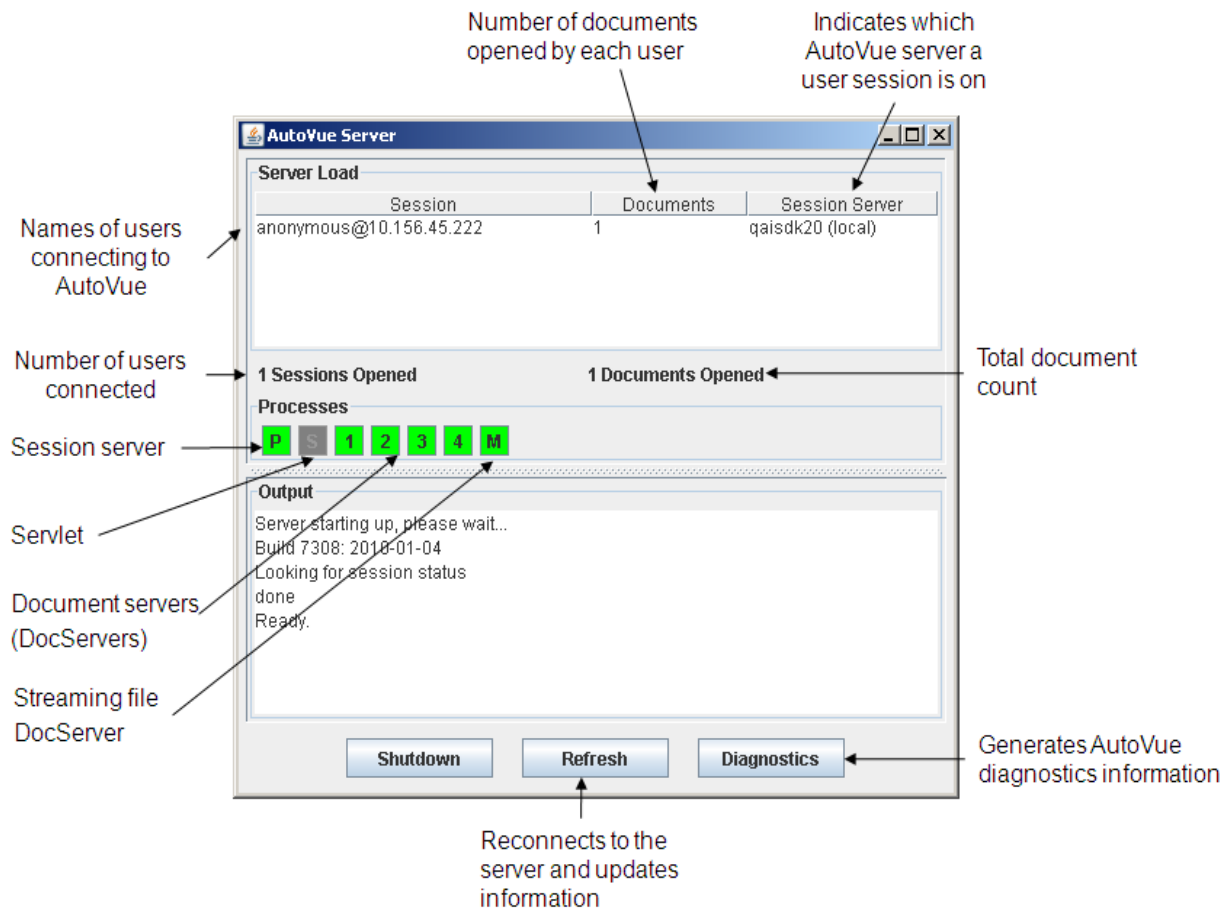 Number of documents
opened by each user
Indicates which
AutoVue server a
user session is on
AutoVue Server
Server Load
Session Documents Session Server
anonymous@10.156.45.222 1 qaisdk20 (local)
Names of users
connecting to
AutoVue
Number of users
connected
1 Sessions Opened 1 Documents Opened
Total document
count
Processes
P S 1 2 3 4 M
Session server
Servlet
Document servers
(DocServers)
Streaming file
DocServer
Output
Server starting up, please wait...
Build 7308: 2010-01-04
Looking for session status
done
Ready.
Shutdown Refresh Diagnostics
Generates AutoVue
diagnostics information
Reconnects to the
server and updates
information